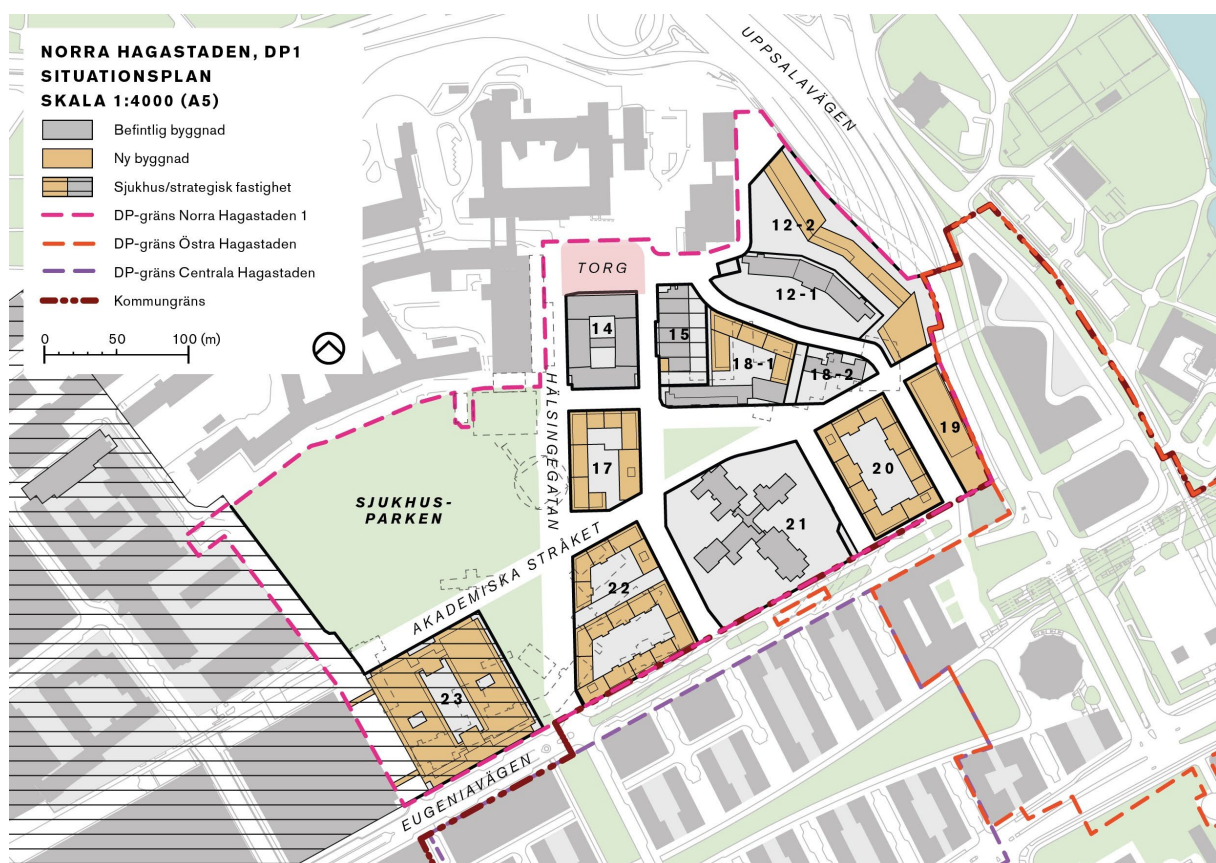 NORRA HAGASTADEN, DP1
SITUATIONSPLAN
SKALA 1:4000 (A5)
Befintlig byggnad
Ny byggnad
Sjukhus/strategisk fastighet
DP-gräns Norra Hagastaden 1
DP-gräns Östra Hagastaden
DP-gräns Centrala Hagastaden
Kommungräns
0 50 100 (m)
UPPSALAVÄGEN
12-2
TORG
12-1
14
15
18-1
18-2
HÄLSINGEGATAN
19
20
17
SJUKHUS-
PARKEN
21
AKADEMISKA STRÅKET
22
23
EUGENIAVÄGEN